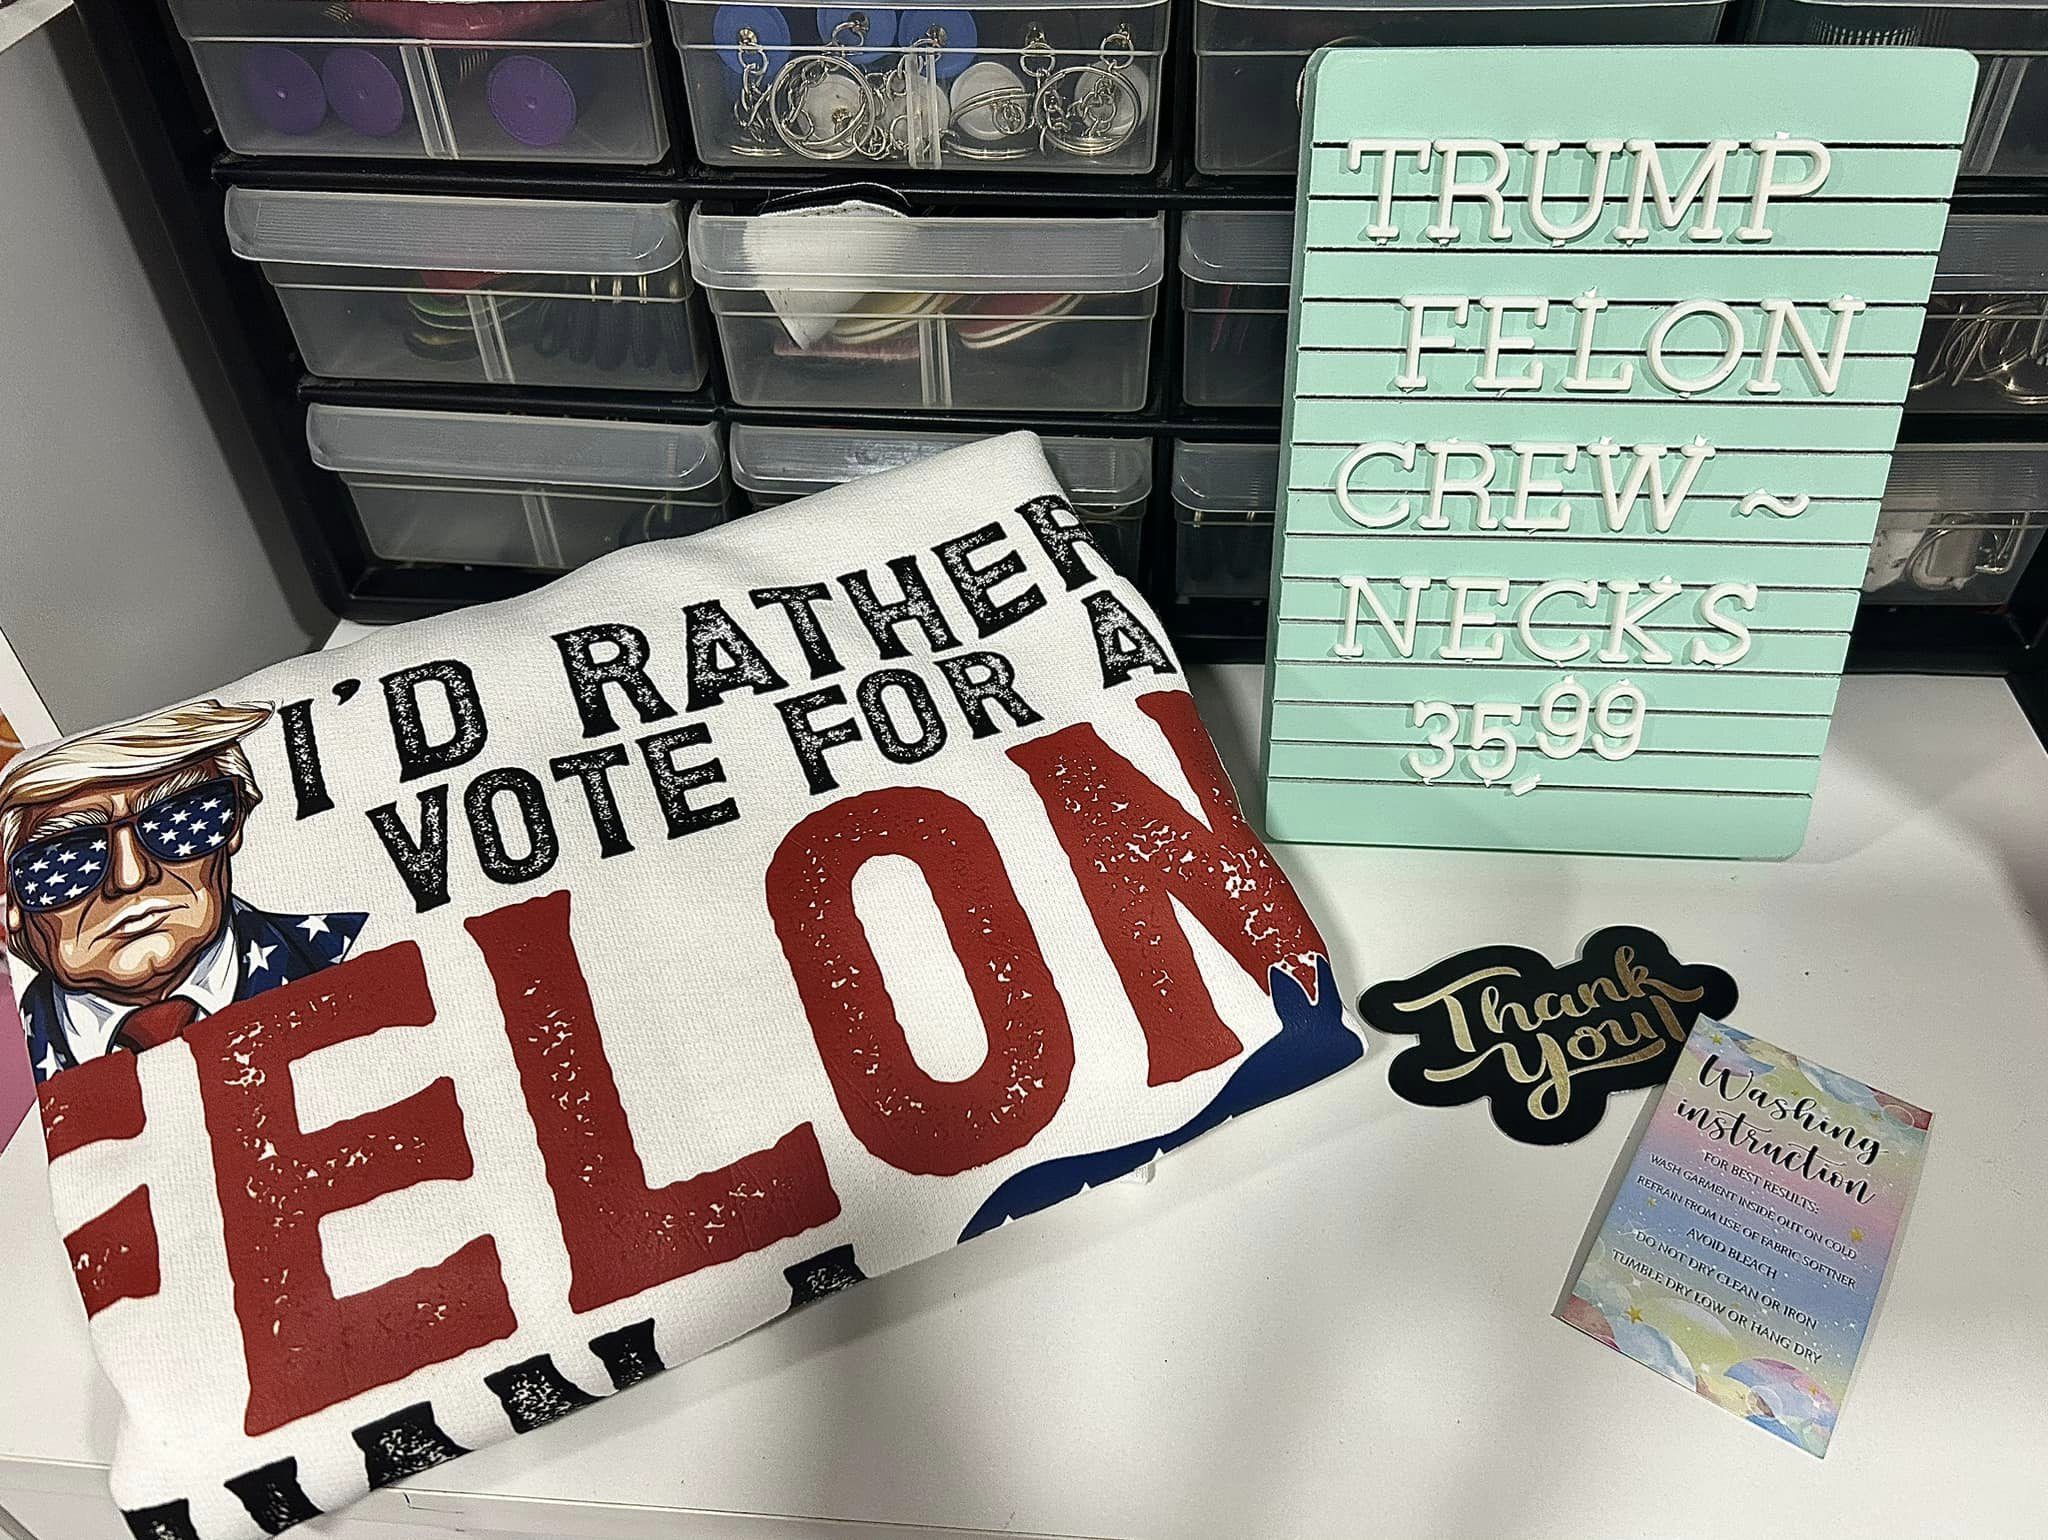 I'D RATHER
VOTE FOR A
FELON
TRUMP
FELON
CREW ~
NECKS
35,99
Thank
You!
Washing
instruction
FOR BEST RESULTS:
WASH GARMENT INSIDE OUT ON COLD
REFRAIN FROM USE OF FABRIC SOFTNER
AVOID BLEACH
DO NOT DRY CLEAN OR IRON
TUMBLE DRY LOW OR HANG DRY